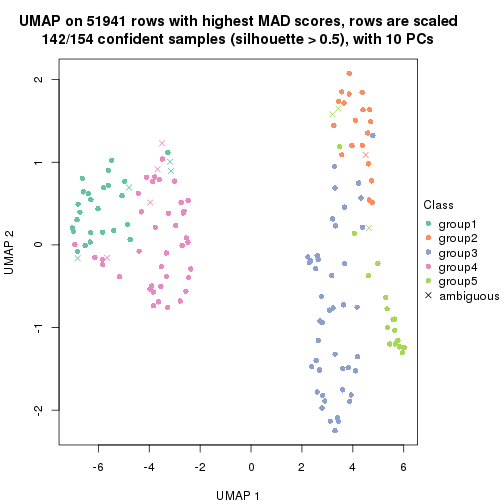 UMAP on 51941 rows with highest MAD scores, rows are scaled
142/154 confident samples (silhouette > 0.5), with 10 PCs
2
1
0
-1
-2
UMAP 2
-6
-4
-2
0
2
4
6
UMAP 1
Class
group1
group2
group3
group4
group5
ambiguous